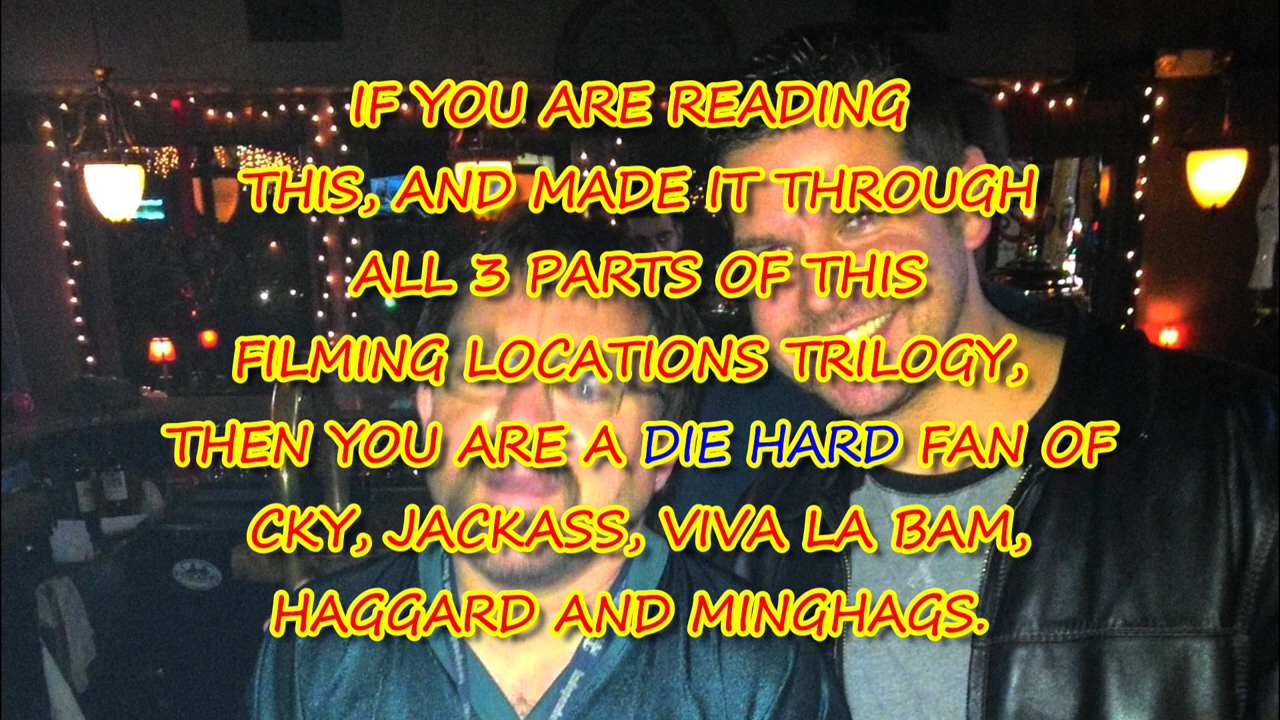 IF YOU ARE READING
THIS, AND MADE IT THROUGH
ALL 3 PARTS OF THIS
FILMING LOCATIONS TRILOGY,
THEN YOU ARE A DIE HARD FAN OF
CKY, JACKASS, VIVA LA BAM,
HAGGARD AND MINGHAGS.